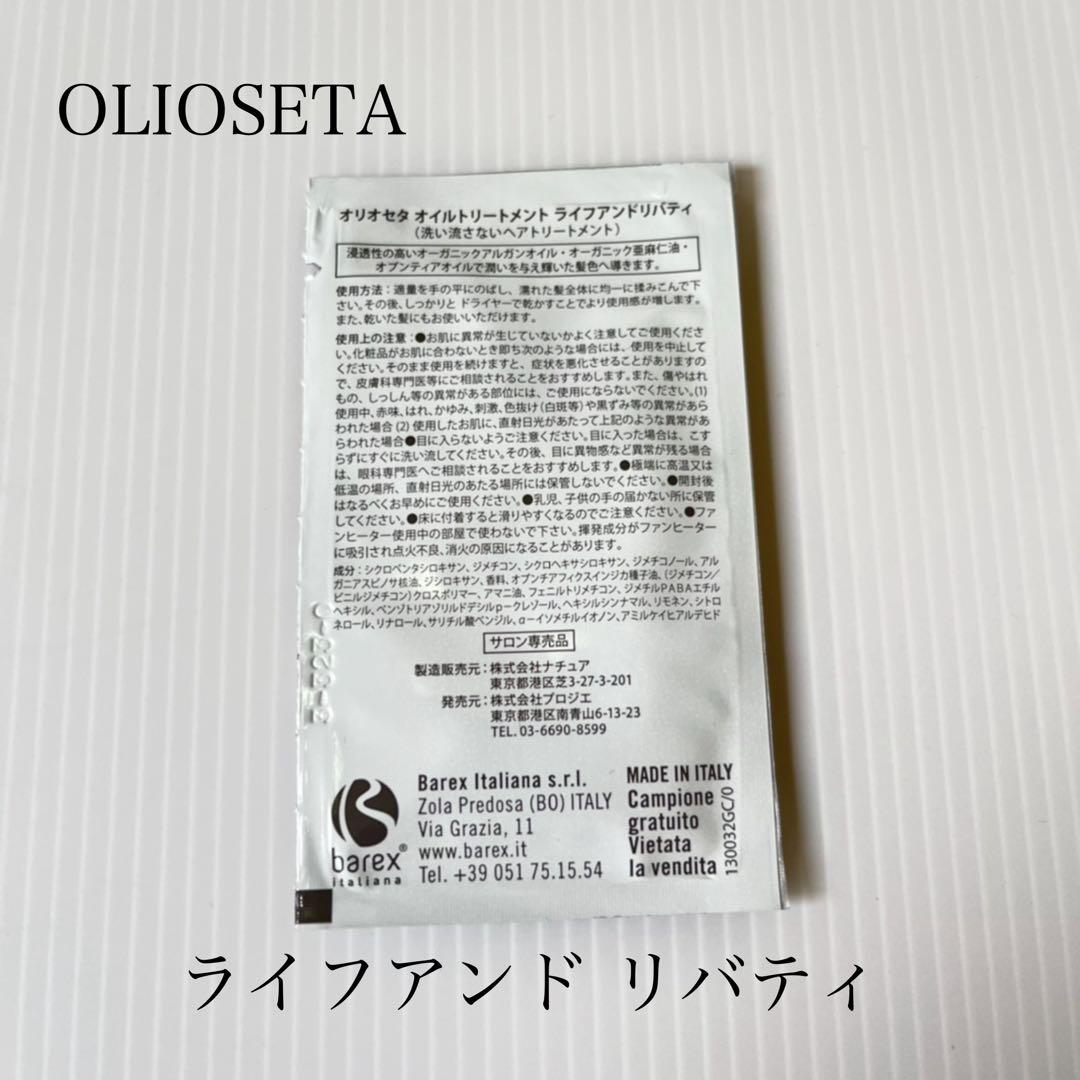 OLIOSETA
オリオセタ オイルトリートメント ライフアンドリバティ
（洗い流さないヘアトリートメント）
浸透性の高いオーガニックアルガンオイル・オーガニック亜麻仁油・
オプンティアオイルで潤いを与え輝いた髪色へ導きます。
使用方法：適量を手の平にのばし、濡れた髪全体に均一に揉みこんで下
さい。その後、しっかりと ドライヤーで乾かすことでより使用感が増します。
また、乾いた髪にもお使いいただけます。
使用上の注意：●お肌に異常が生じていないかよく注意してご使用くださ
い。化粧品がお肌に合わないとき即ち次のような場合には、使用を中止して
ください。そのまま使用を続けますと、症状を悪化させることがありますの
で、皮膚科専門医等にご相談されることをおすすめします。また、傷やはれ
もの、しっしん等の異常がある部位には、ご使用にならないでください。(1)
使用中、赤味、はれ、かゆみ、刺激、色抜け（白斑等）や黒ずみ等の異常があら
われた場合 (2) 使用したお肌に、直射日光があたって上記のような異常があ
らわれた場合●目に入らないようご注意ください。目に入った場合は、こす
らずにすぐに洗い流してください。その後、目に異物感など異常が残る場合
は、眼科専門医へご相談されることをおすすめします。●極端に高温又は
低温の場所、直射日光のあたる場所には保管しないでください。●開封後
はなるべくお早めにご使用ください。●乳児、子供の手の届かない所に保管
してください。●床に付着すると滑りやすくなるのでご注意ください。●ファ
ンヒーター使用中の部屋で使わないで下さい。揮発成分がファンヒーター
に吸引され点火不良、消火の原因になることがあります。
成分：シクロペンタシロキサン、ジメチコン、シクロヘキサシロキサン、ジメチコノール、アル
ガニアスピノサ核油、ジシロキサン、香料、オプンチアフィクスインジカ種子油、（ジメチコン/
ビニルジメチコン）クロスポリマー、アマニ油、フェニルトリメチコン、ジメチルPABAエチル
ヘキシル、ベンゾトリアゾリルドデシルp－クレゾール、ヘキシルシンナマル、リモネン、シトロ
ネロール、リナロール、サリチル酸ベンジル、α－イソメチルイオノン、アミルケイヒアルデヒド
サロン専売品
製造販売元：株式会社ナチュア
東京都港区芝3-27-3-201
発売元：株式会社プロジエ
東京都港区南青山6-13-23
TEL. 03-6690-8599
barex®
italiana
Barex Italiana s.r.l.
Zola Predosa (BO) ITALY
Via Grazia, 11
www.barex.it
Tel. +39 051 75.15.54
MADE IN ITALY
Campione
gratuito
Vietata
la vendita
130032GC/0
ライフアンド リバティ